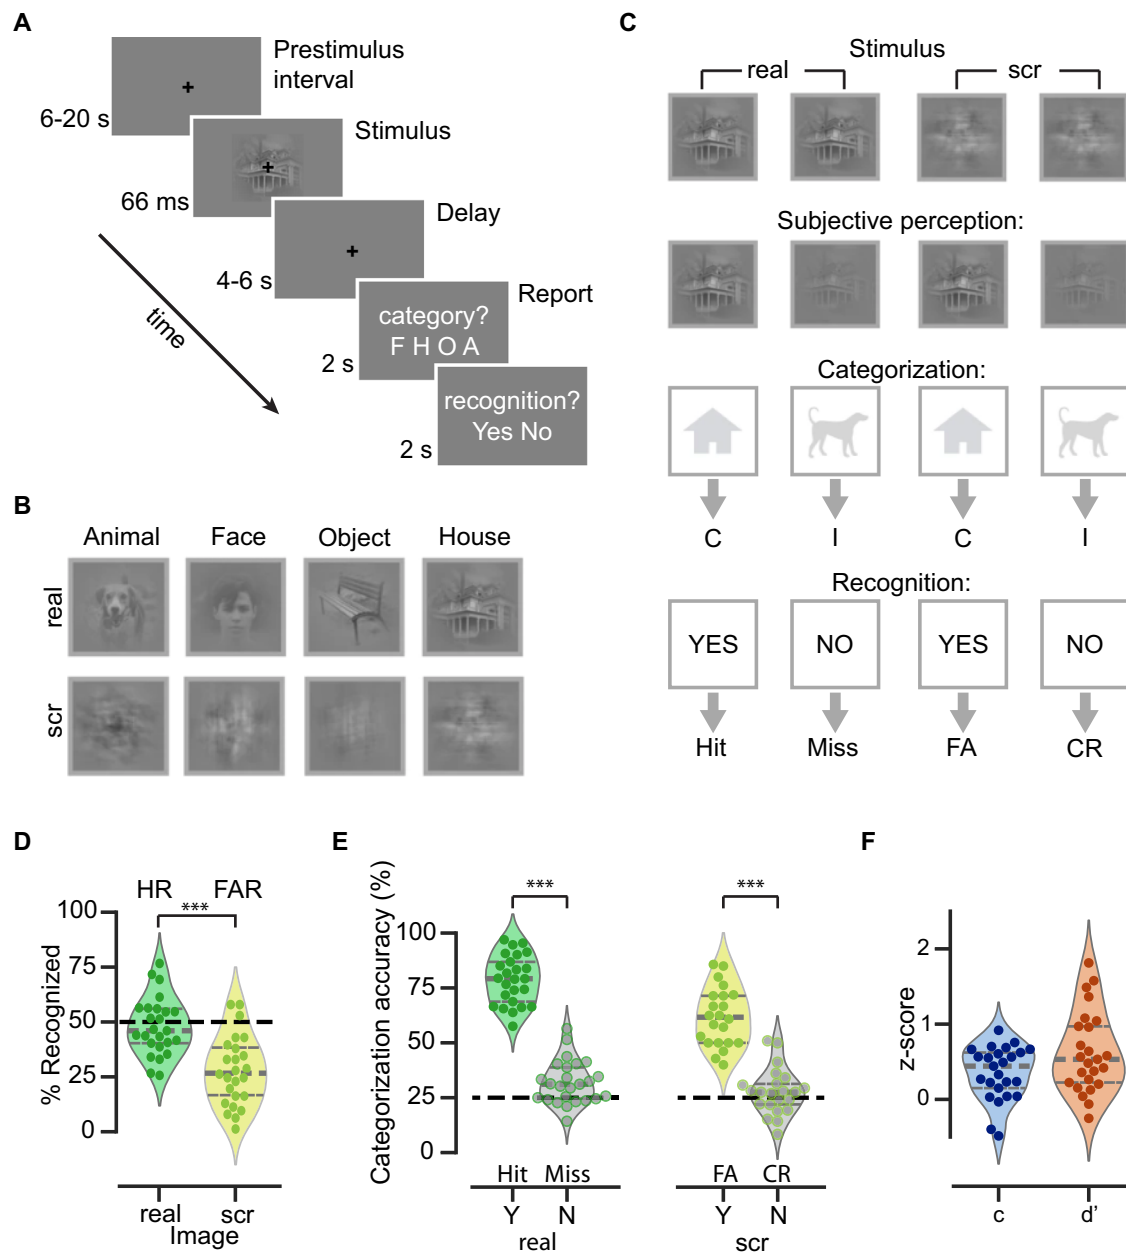 A
Prestimulus
interval
6-20 s
Stimulus
66 ms
Delay
4-6 s
Report
category?
F H O A
2 s
recognition?
Yes No
2 s
time
B
Animal Face Object House
real
scr
C
Stimulus
real scr
Subjective perception:
Categorization:
C I C I
Recognition:
YES NO YES NO
Hit Miss FA CR
D
HR FAR
***
% Recognized
100
75
50
25
0
real scr
Image
E
Categorization accuracy (%)
*** ***
100
75
50
25
0
Hit Miss FA CR
Y N Y N
real scr
F
z-score
2
1
0
c d’